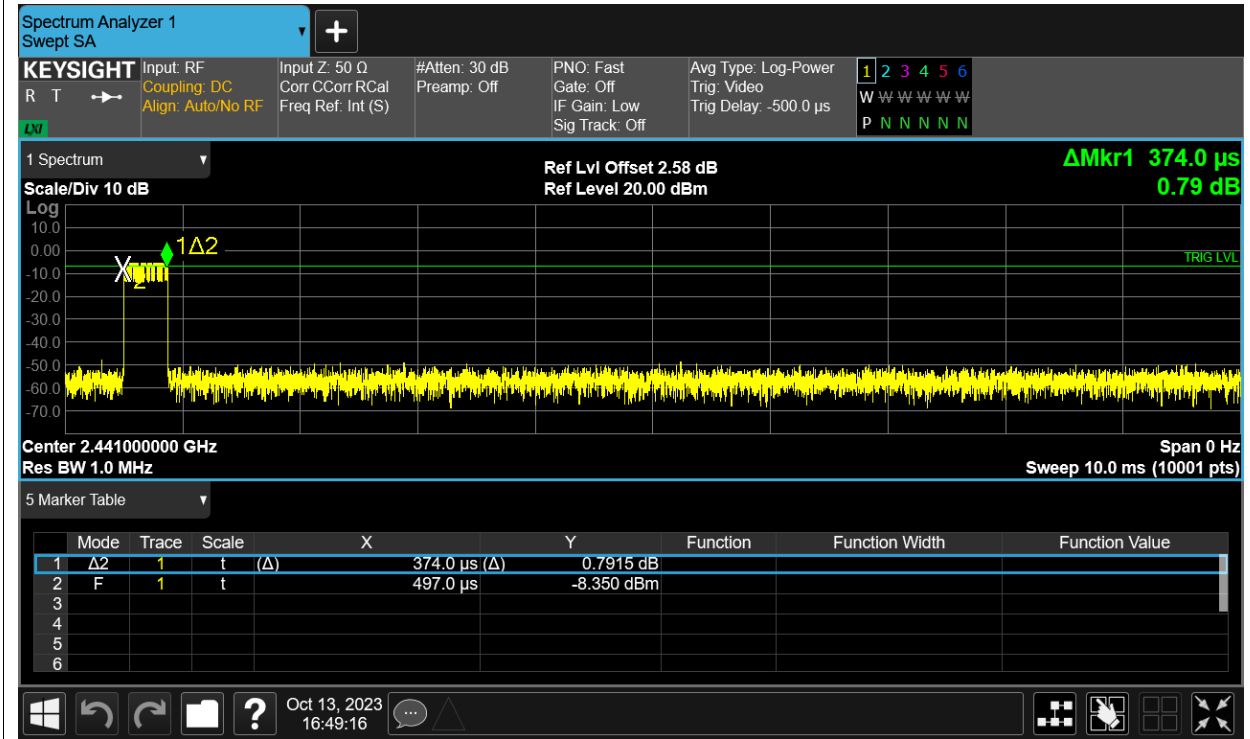 Spectrum Analyzer 1
Swept SA
KEYSIGHT Input: RF Input Z: 50 Ω #Atten: 30 dB PNO: Fast Avg Type: Log-Power 1 2 3 4 5 6
R T Coupling: DC Corr CCorr RCal Preamp: Off Gate: Off Trig: Video W W W W W W
Align: Auto/No RF Freq Ref: Int (S) IF Gain: Low Trig Delay: -500.0 µs
LXI Sig Track: Off P N N N N N
1 Spectrum Ref Lvl Offset 2.58 dB ΔMkr1 374.0 µs
Scale/Div 10 dB Ref Level 20.00 dBm 0.79 dB
Log
10.0
0.00 1Δ2
TRIG LVL
-10.0 X 2
-20.0
-30.0
-40.0
-50.0
-60.0
-70.0
Center 2.441000000 GHz Span 0 Hz
Res BW 1.0 MHz Sweep 10.0 ms (10001 pts)
5 Marker Table
Mode Trace Scale X Y Function Function Width Function Value
1 Δ2 1 t (Δ) 374.0 µs (Δ) 0.7915 dB
2 F 1 t 497.0 µs -8.350 dBm
3
4
5
6
? Oct 13, 2023
16:49:16